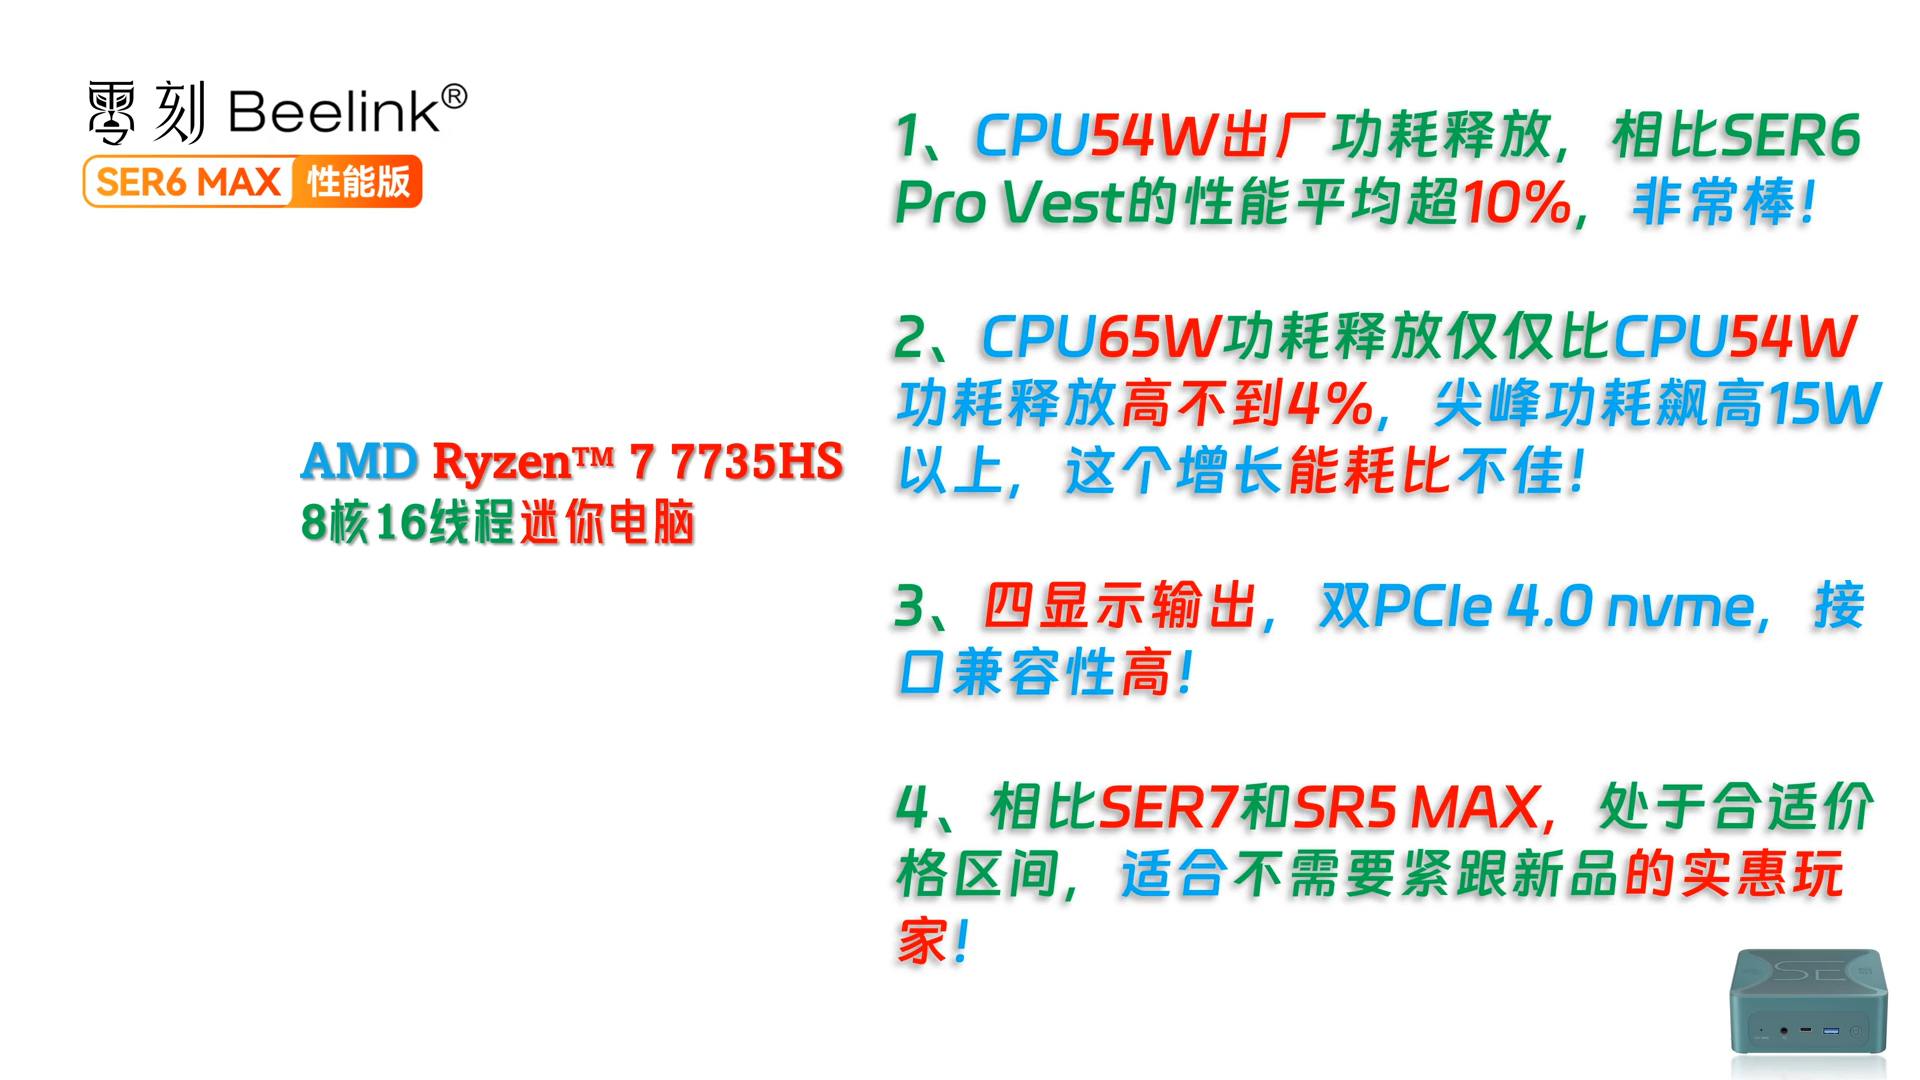 零刻 Beelink®
SER6 MAX 性能版
AMD Ryzen™ 7 7735HS
8核16线程迷你电脑
1、CPU54W出厂功耗释放，相比SER6
Pro Vest的性能平均超10%，非常棒！
2、CPU65W功耗释放仅仅比CPU54W
功耗释放高不到4%，尖峰功耗飙高15W
以上，这个增长能耗比不佳！
3、四显示输出，双PCIe 4.0 nvme，接
口兼容性高！
4、相比SER7和SR5 MAX，处于合适价
格区间，适合不需要紧跟新品的实惠玩
家！
SE